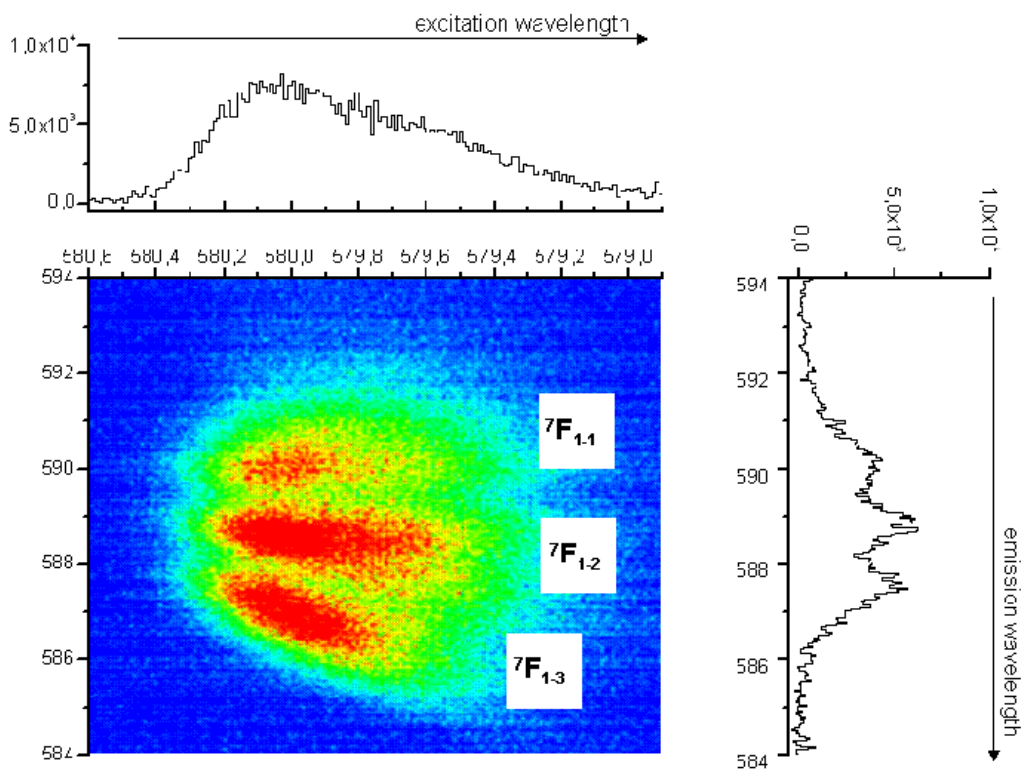 excitation wavelength
1,0x10⁴
5,0x10³
0,0
580,6 580,4 580,2 580,0 579,8 579,6 579,4 579,2 579,0
594
592
590
588
586
584
⁷F₁₋₁
⁷F₁₋₂
⁷F₁₋₃
0,0
5,0x10³
1,0x10⁴
594
592
590
588
586
584
emission wavelength